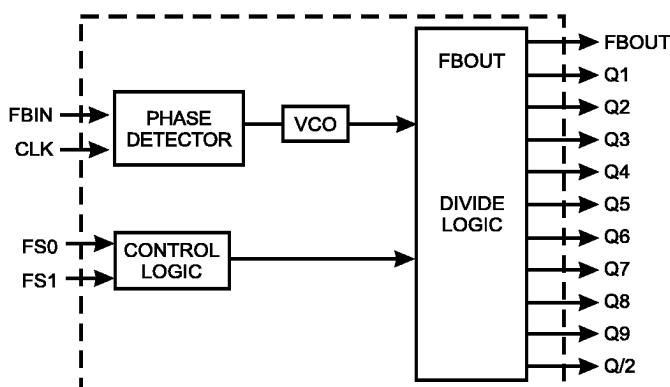 FBIN
CLK
PHASE
DETECTOR
VCO
FS0
FS1
CONTROL
LOGIC
FBOUT
DIVIDE
LOGIC
FBOUT
Q1
Q2
Q3
Q4
Q5
Q6
Q7
Q8
Q9
Q/2